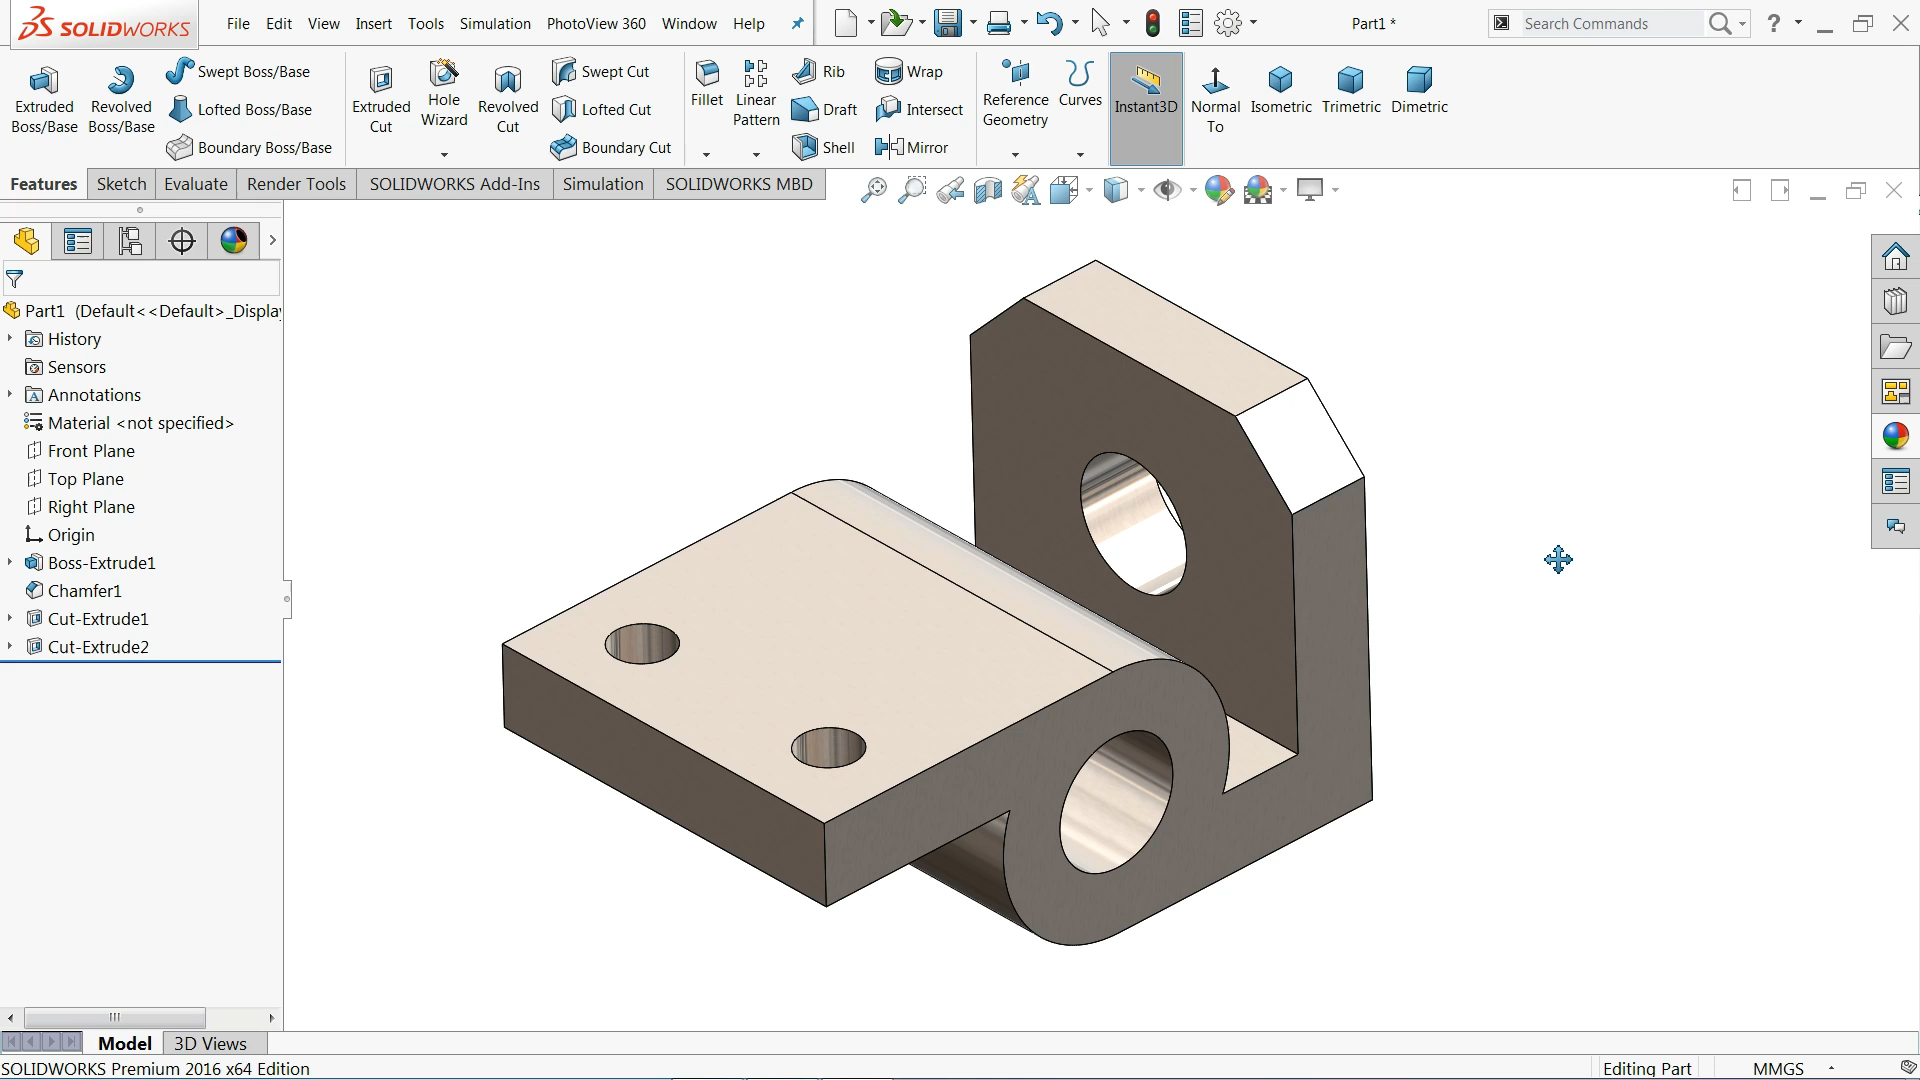 SOLIDWORKS File Edit View Insert Tools Simulation PhotoView 360 Window Help Part1 * Search Commands ?
Extruded Boss/Base
Revolved Boss/Base
Swept Boss/Base
Lofted Boss/Base
Boundary Boss/Base
Extruded Cut
Hole Wizard
Revolved Cut
Swept Cut
Lofted Cut
Boundary Cut
Fillet
Linear Pattern
Rib
Draft
Shell
Wrap
Intersect
Mirror
Reference Geometry
Curves
Instant3D
Normal To
Isometric
Trimetric
Dimetric
Features Sketch Evaluate Render Tools SOLIDWORKS Add-Ins Simulation SOLIDWORKS MBD
Part1 (Default<<Default>_Displa
History
Sensors
A Annotations
Material <not specified>
Front Plane
Top Plane
Right Plane
Origin
Boss-Extrude1
Chamfer1
Cut-Extrude1
Cut-Extrude2
Model 3D Views
SOLIDWORKS Premium 2016 x64 Edition Editing Part MMGS